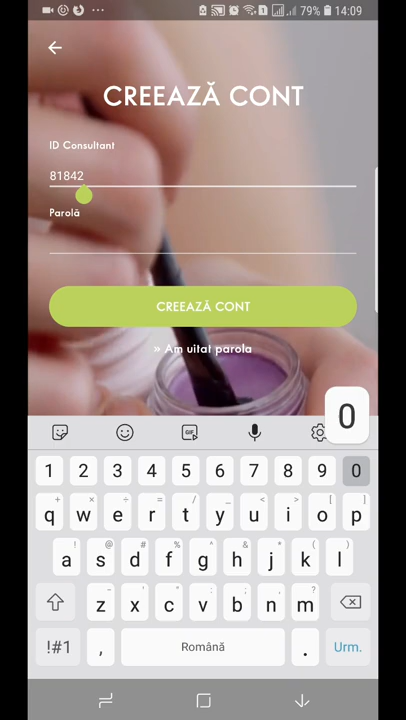 79% 14:09
CREEAZĂ CONT
ID Consultant
81842
Parolă
CREEAZĂ CONT
» Am uitat parola
0
GIF
1 2 3 4 5 6 7 8 9 0
q w e r t y u i o p
a s d f g h j k l
z x c v b n m
!#1 , Română . Urm.